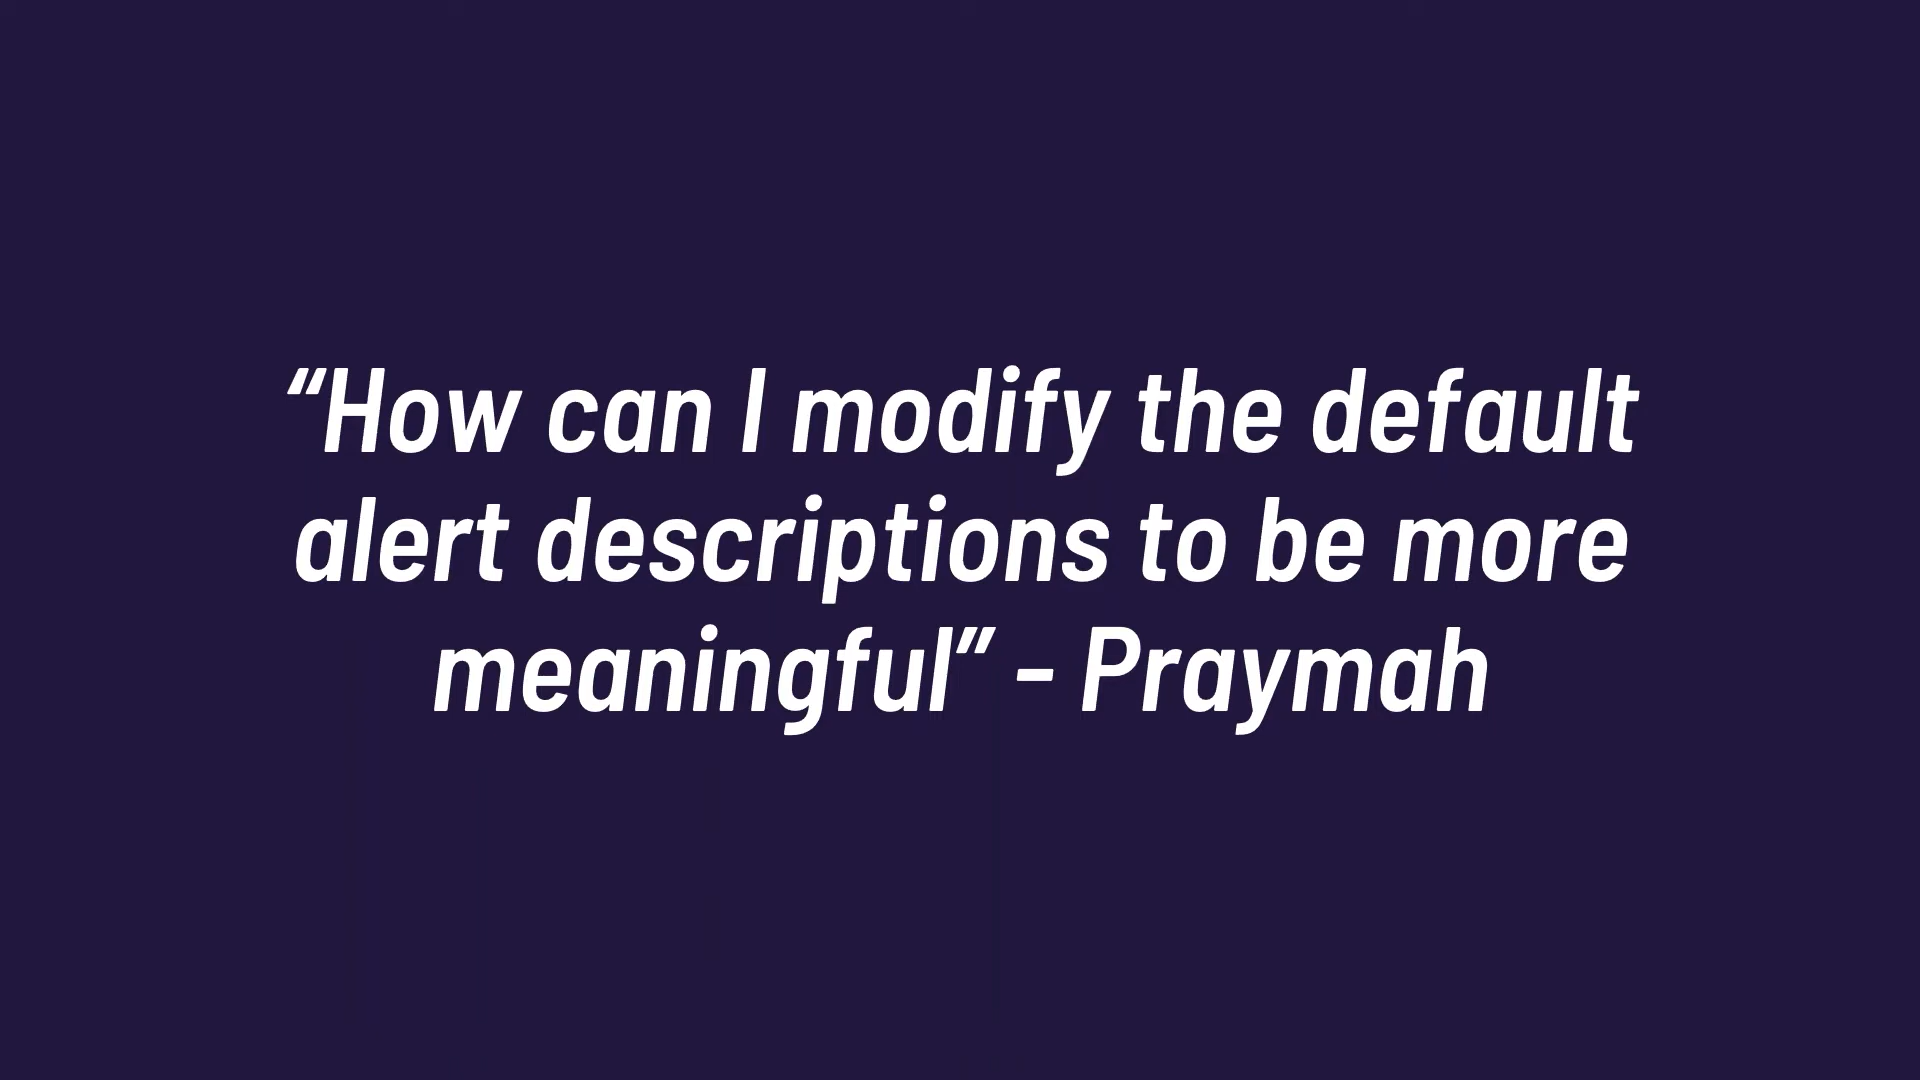 “How can I modify the default
alert descriptions to be more
meaningful” - Praymah